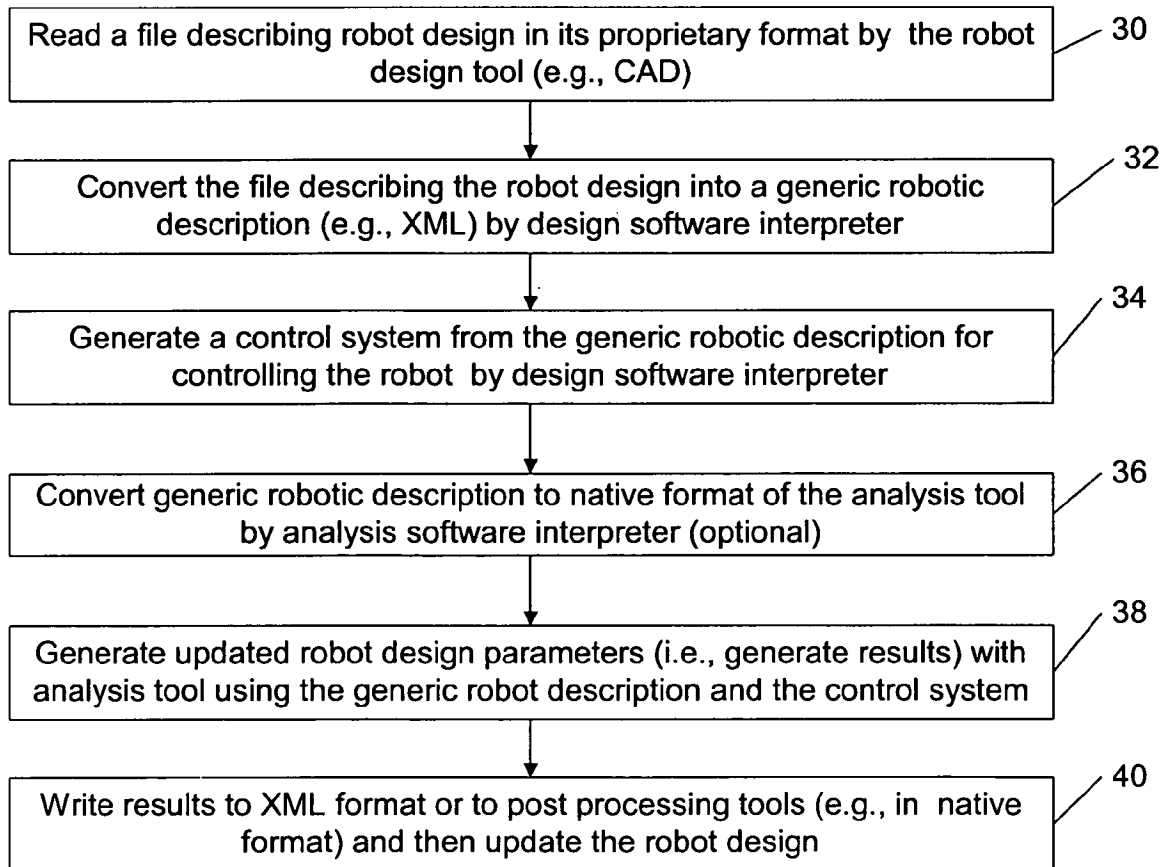 Read a file describing robot design in its proprietary format by the robot
design tool (e.g., CAD)
30
Convert the file describing the robot design into a generic robotic
description (e.g., XML) by design software interpreter
32
Generate a control system from the generic robotic description for
controlling the robot by design software interpreter
34
Convert generic robotic description to native format of the analysis tool
by analysis software interpreter (optional)
36
Generate updated robot design parameters (i.e., generate results) with
analysis tool using the generic robot description and the control system
38
Write results to XML format or to post processing tools (e.g., in native
format) and then update the robot design
40